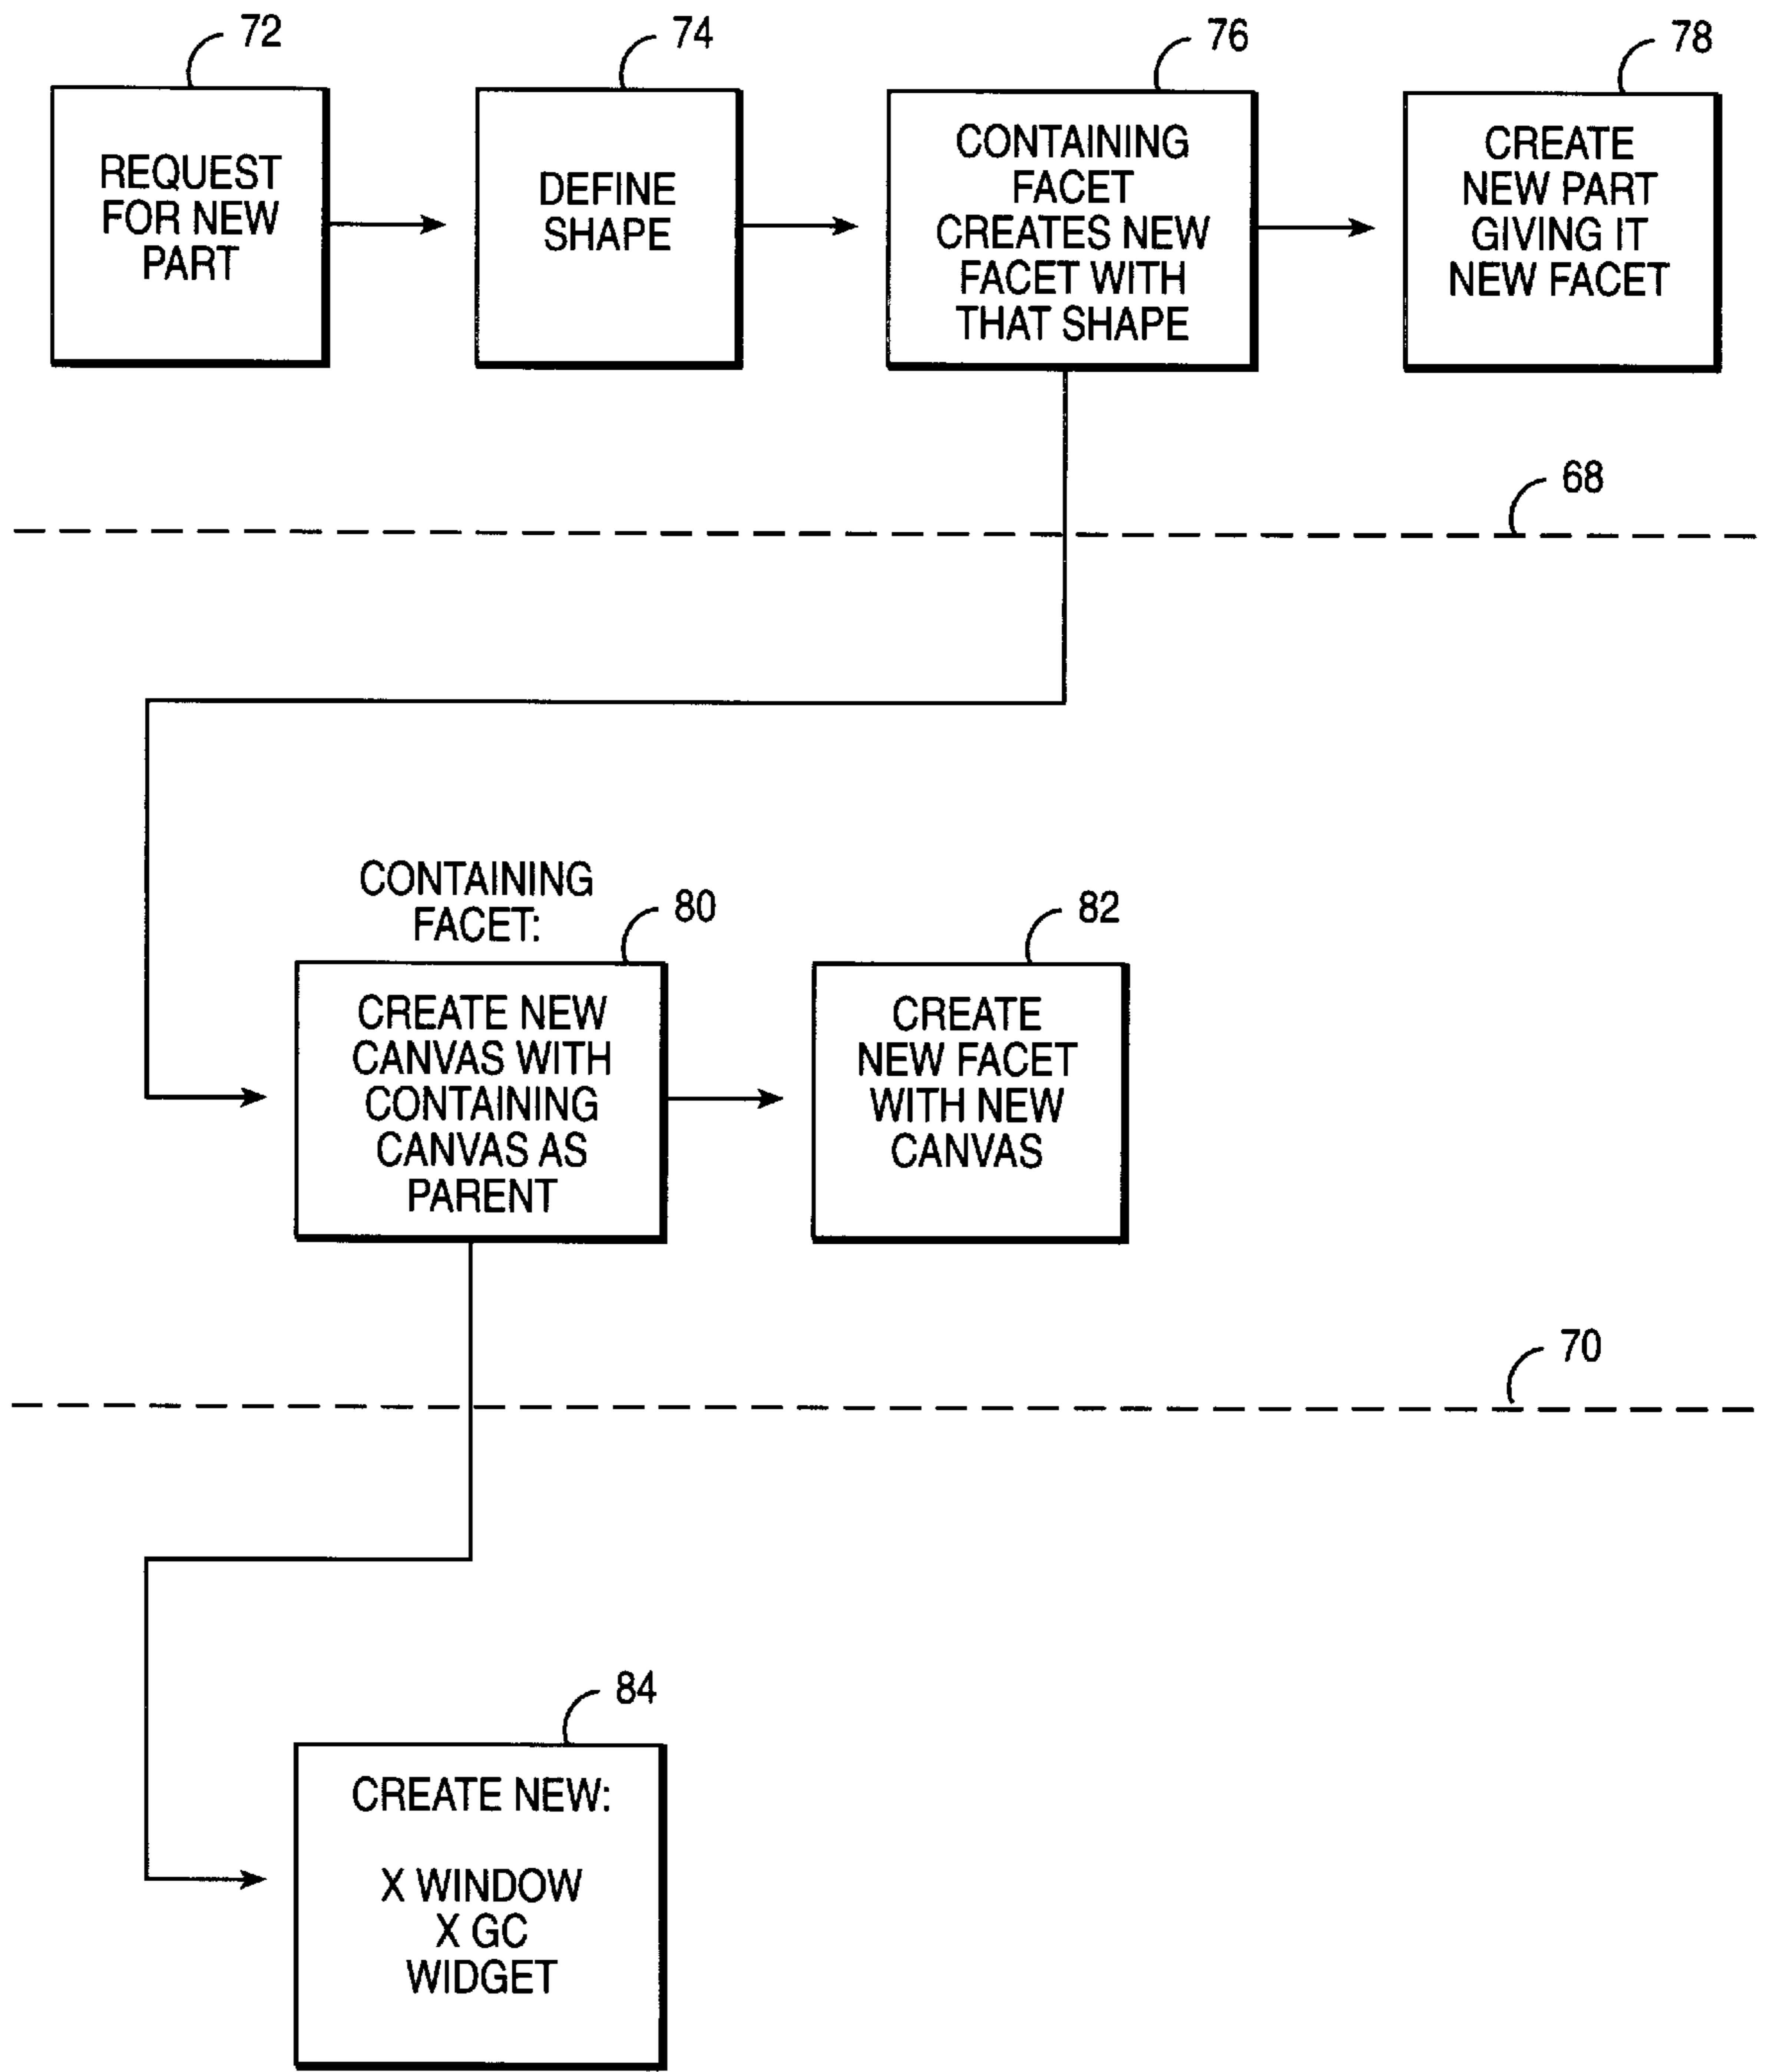 72
74
76
78
REQUEST
FOR NEW
PART
DEFINE
SHAPE
CONTAINING
FACET
CREATES NEW
FACET WITH
THAT SHAPE
CREATE
NEW PART
GIVING IT
NEW FACET
68
CONTAINING
FACET:
80
82
CREATE NEW
CANVAS WITH
CONTAINING
CANVAS AS
PARENT
CREATE
NEW FACET
WITH NEW
CANVAS
70
84
CREATE NEW:
X WINDOW
X GC
WIDGET